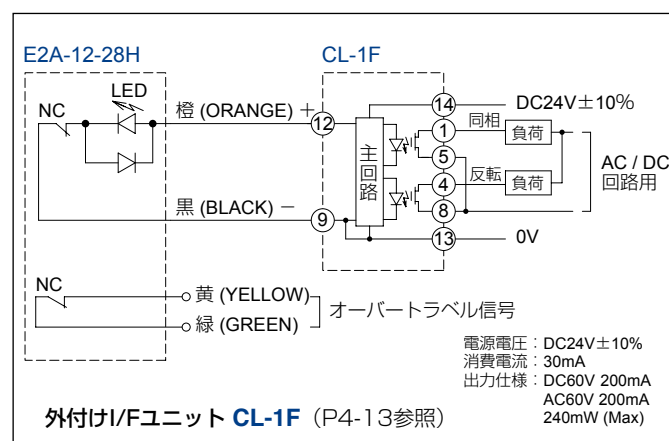 E2A-12-28H
CL-1F
LED
NC
橙 (ORANGE) +
12
14
DC24V±10%
1
同相
負荷
5
主回路
AC / DC
回路用
4
反転
負荷
8
黒 (BLACK) −
9
13
0V
NC
黄 (YELLOW)
緑 (GREEN)
オーバートラベル信号
電源電圧：DC24V±10%
消費電流：30mA
出力仕様：DC60V 200mA
AC60V 200mA
240mW (Max)
外付けI/Fユニット CL-1F（P4-13参照）